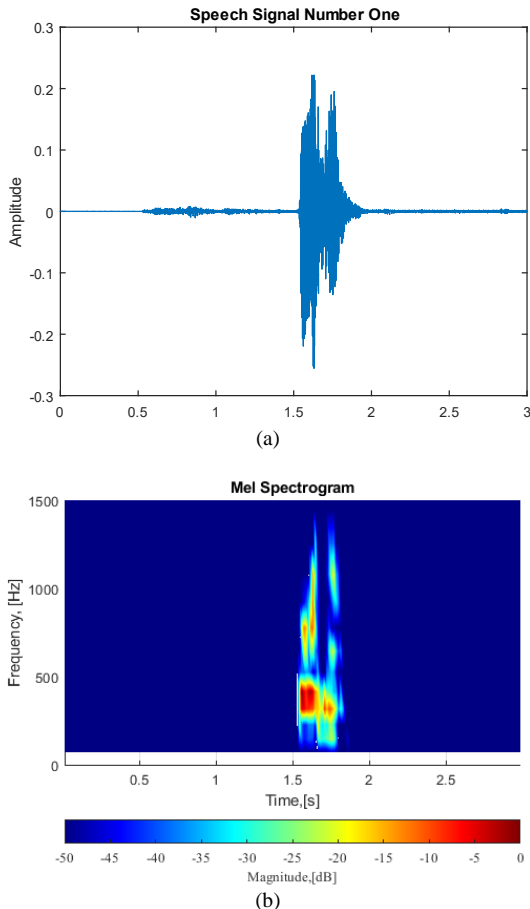 Speech Signal Number One
0.3
0.2
0.1
0
-0.1
-0.2
-0.3
Amplitude
0 0.5 1 1.5 2 2.5 3
(a)
Mel Spectrogram
1500
1000
500
0
Frequency, [Hz]
0.5 1 1.5 2 2.5
Time,[s]
-50 -45 -40 -35 -30 -25 -20 -15 -10 -5 0
Magnitude,[dB]
(b)